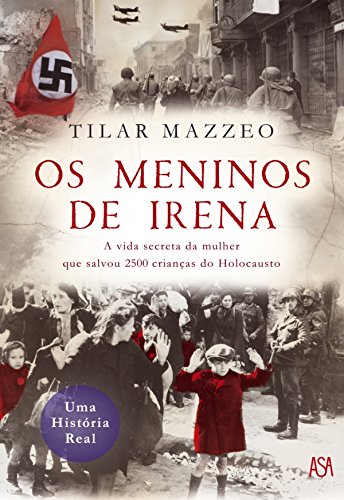 TILAR MAZZEO
OS MENINOS
DE IRENA
A vida secreta da mulher
que salvou 2500 crianças do Holocausto
Uma
História
Real
ASA